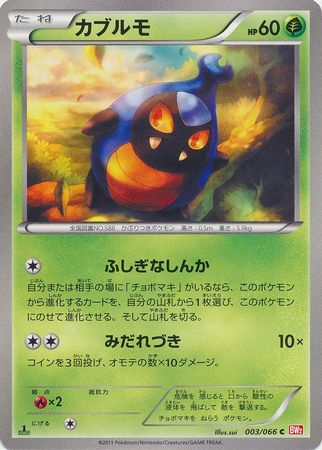 たね カブルモ HP60
全国図鑑NO.588 かぶりつきポケモン 高さ:0.5m 重さ:5.9kg
ふしぎなしんか
自分または相手の場に「チョボマキ」がいるなら、このポケモン
から進化するカードを、自分の山札から1枚選び、このポケモン
にのせて進化させる。そして山札を切る。
みだれづき 10×
コインを3回投げ、オモテの数×10ダメージ。
弱点 抵抗力
×2
にげる
危険を感じると 口から酸性の
液体を 飛ばして 攻撃する。
チョボマキを ねらう ポケモン。
1 Illus.sui 003/066 C BW2
©2011 Pokémon/Nintendo/Creatures/GAME FREAK.